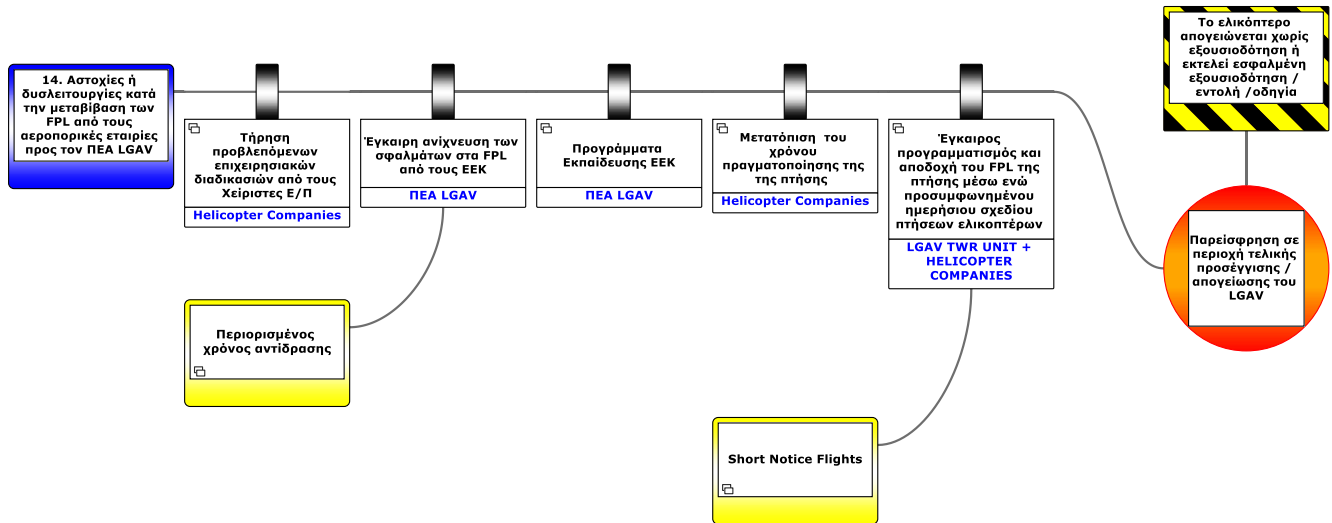 14. Αστοχίες ή
δυσλειτουργίες κατά
την μεταβίβαση των
FPL από τους
αεροπορικές εταιρίες
προς τον ΠΕΑ LGAV
Τήρηση
προβλεπόμενων
επιχειρησιακών
διαδικασιών από τους
Χείριστες Ε/Π
Helicopter Companies
Έγκαιρη ανίχνευση των
σφαλμάτων στα FPL
από τους ΕΕΚ
ΠΕΑ LGAV
Προγράμματα
Εκπαίδευσης ΕΕΚ
ΠΕΑ LGAV
Μετατόπιση του
χρόνου
πραγματοποίησης της
της πτήσης
Helicopter Companies
Έγκαιρος
προγραμματισμός και
αποδοχή του FPL της
πτήσης μέσω ενώ
προσυμφωνημένου
ημερήσιου σχεδίου
πτήσεων ελικοπτέρων
LGAV TWR UNIT +
HELICOPTER
COMPANIES
Το ελικόπτερο
απογειώνεται χωρίς
εξουσιοδότηση ή
εκτελεί εσφαλμένη
εξουσιοδότηση /
εντολή /οδηγία
Παρείσφρηση σε
περιοχή τελικής
προσέγγισης /
απογείωσης του
LGAV
Περιορισμένος
χρόνος αντίδρασης
Short Notice Flights